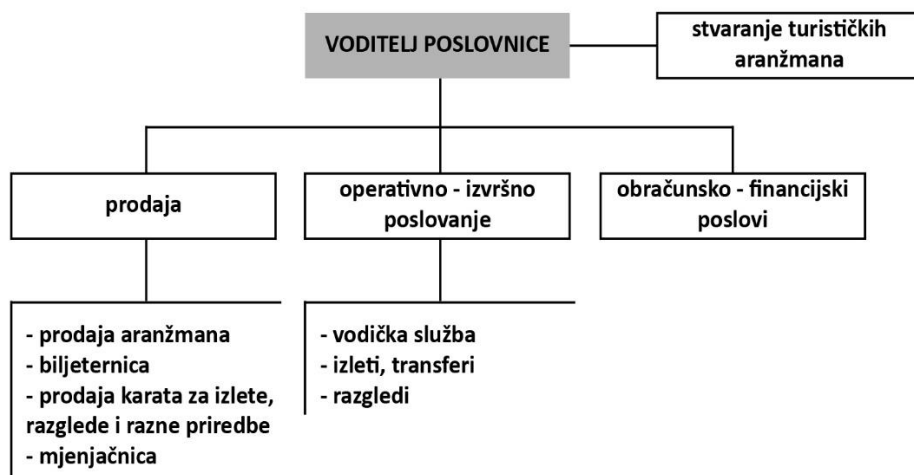 VODITELJ POSLOVNICE
stvaranje turističkih
aranžmana
prodaja
operativno - izvršno
poslovanje
obračunsko - financijski
poslovi
- prodaja aranžmana
- biljeternica
- prodaja karata za izlete,
razglede i razne priredbe
- mjenjačnica
- vodička služba
- izleti, transferi
- razgledi